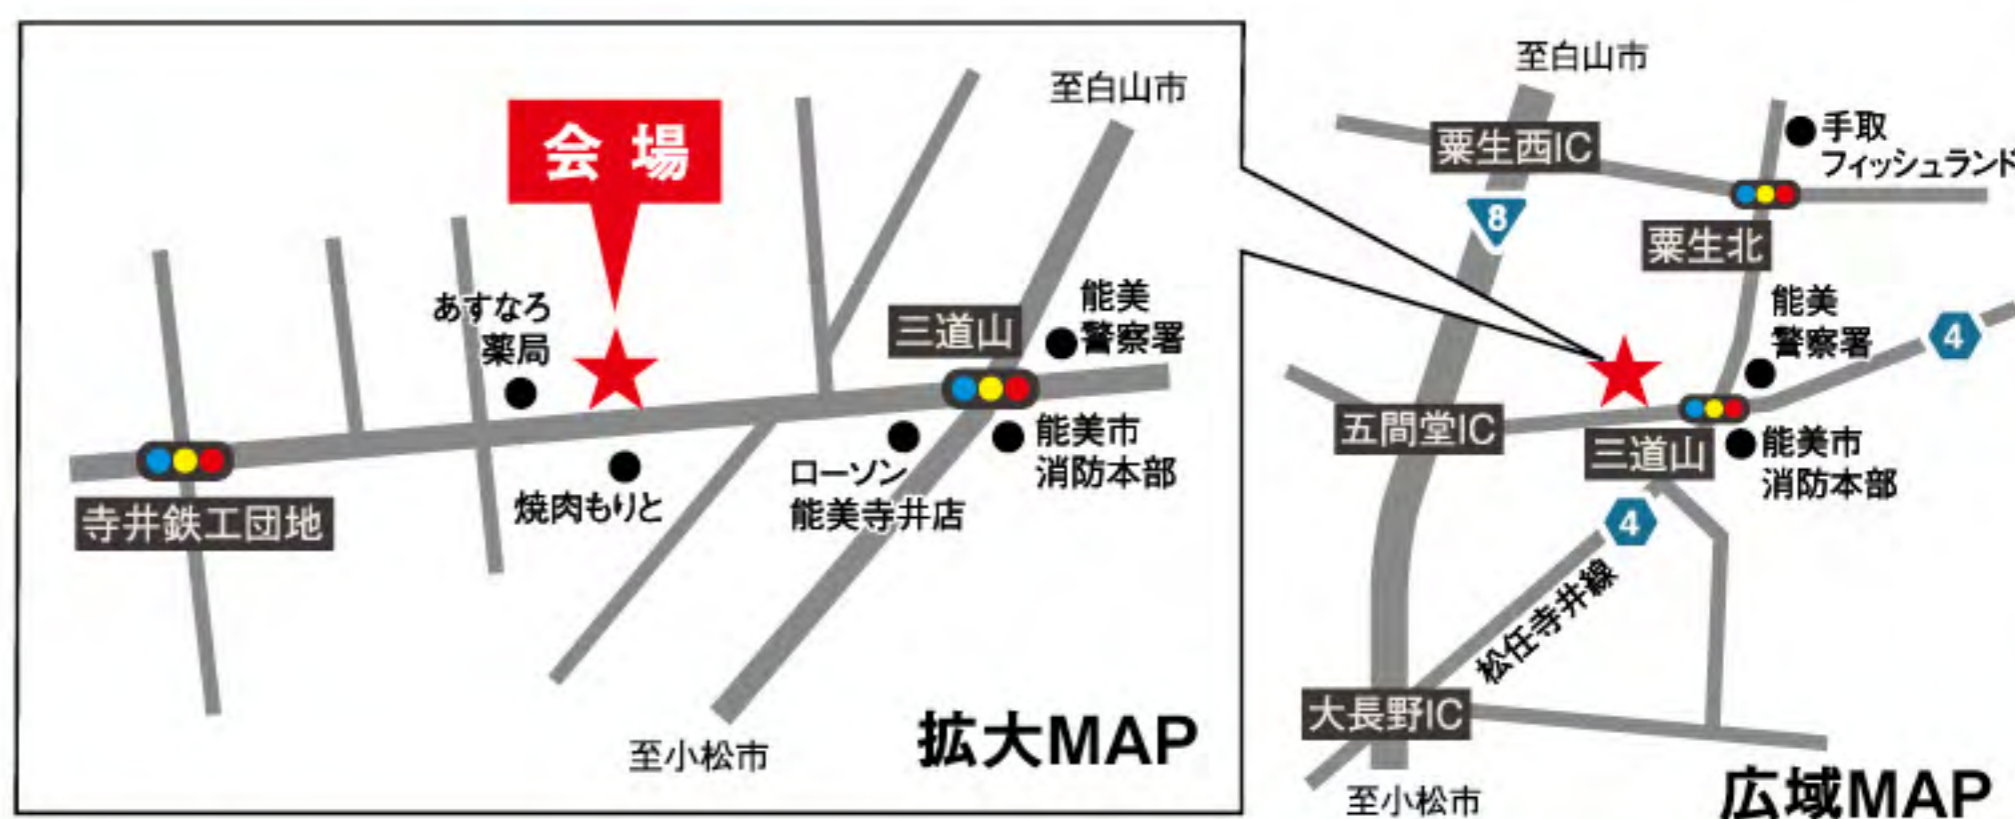 至白山市
会場
あすなろ
薬局
三道山
能美
警察署
寺井鉄工団地
焼肉もりと
ローソン
能美寺井店
能美市
消防本部
至小松市
拡大MAP
至白山市
粟生西IC
手取
フィッシュランド
8
粟生北
能美
警察署
4
五間堂IC
三道山
能美市
消防本部
4
松任寺井線
大長野IC
至小松市
広域MAP